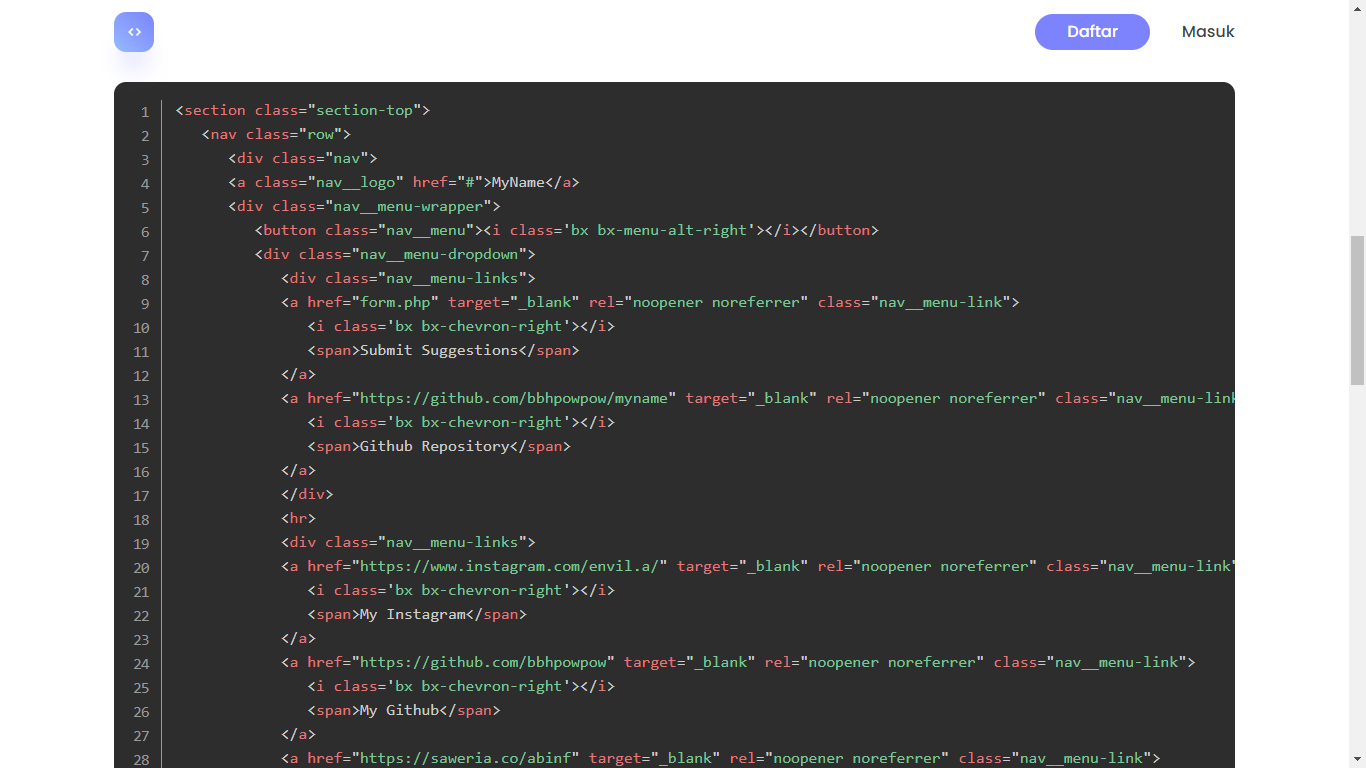 <>
Daftar Masuk
1 <section class="section-top">
2 <nav class="row">
3 <div class="nav">
4 <a class="nav__logo" href="#">MyName</a>
5 <div class="nav__menu-wrapper">
6 <button class="nav__menu"><i class='bx bx-menu-alt-right'></i></button>
7 <div class="nav__menu-dropdown">
8 <div class="nav__menu-links">
9 <a href="form.php" target="_blank" rel="noopener noreferrer" class="nav__menu-link">
10 <i class='bx bx-chevron-right'></i>
11 <span>Submit Suggestions</span>
12 </a>
13 <a href="https://github.com/bbhpowpow/myname" target="_blank" rel="noopener noreferrer" class="nav__menu-link
14 <i class='bx bx-chevron-right'></i>
15 <span>Github Repository</span>
16 </a>
17 </div>
18 <hr>
19 <div class="nav__menu-links">
20 <a href="https://www.instagram.com/envil.a/" target="_blank" rel="noopener noreferrer" class="nav__menu-link"
21 <i class='bx bx-chevron-right'></i>
22 <span>My Instagram</span>
23 </a>
24 <a href="https://github.com/bbhpowpow" target="_blank" rel="noopener noreferrer" class="nav__menu-link">
25 <i class='bx bx-chevron-right'></i>
26 <span>My Github</span>
27 </a>
28 <a href="https://saweria.co/abinf" target="_blank" rel="noopener noreferrer" class="nav__menu-link">